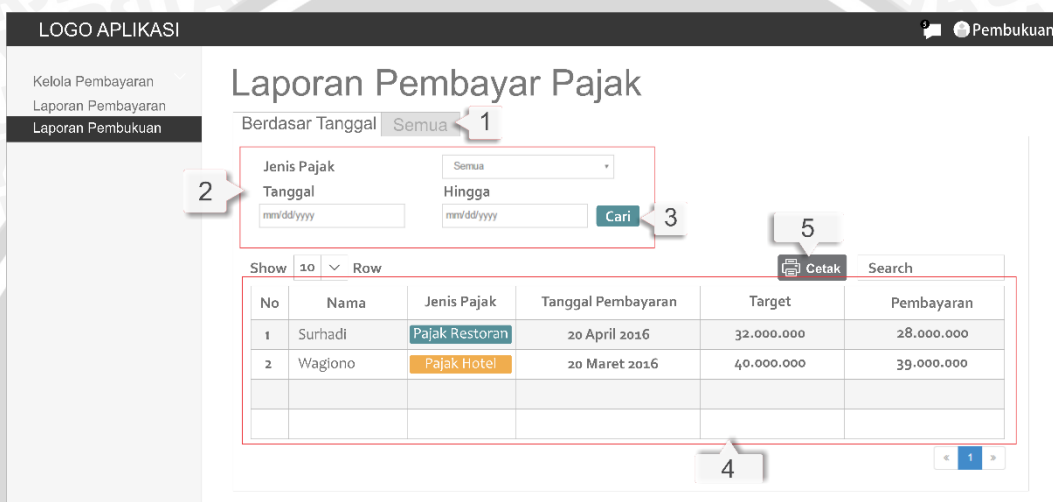 LOGO APLIKASI
Pembukuan
Kelola Pembayaran
Laporan Pembayaran
Laporan Pembukuan
Laporan Pembayar Pajak
Berdasar Tanggal Semua 1
Jenis Pajak Semua
2
Tanggal Hingga
mm/dd/yyyy mm/dd/yyyy Cari 3
5
Show 10 Row Cetak Search
No Nama Jenis Pajak Tanggal Pembayaran Target Pembayaran
1 Surhadi Pajak Restoran 20 April 2016 32.000.000 28.000.000
2 Wagiono Pajak Hotel 20 Maret 2016 40.000.000 39.000.000
4
« 1 »